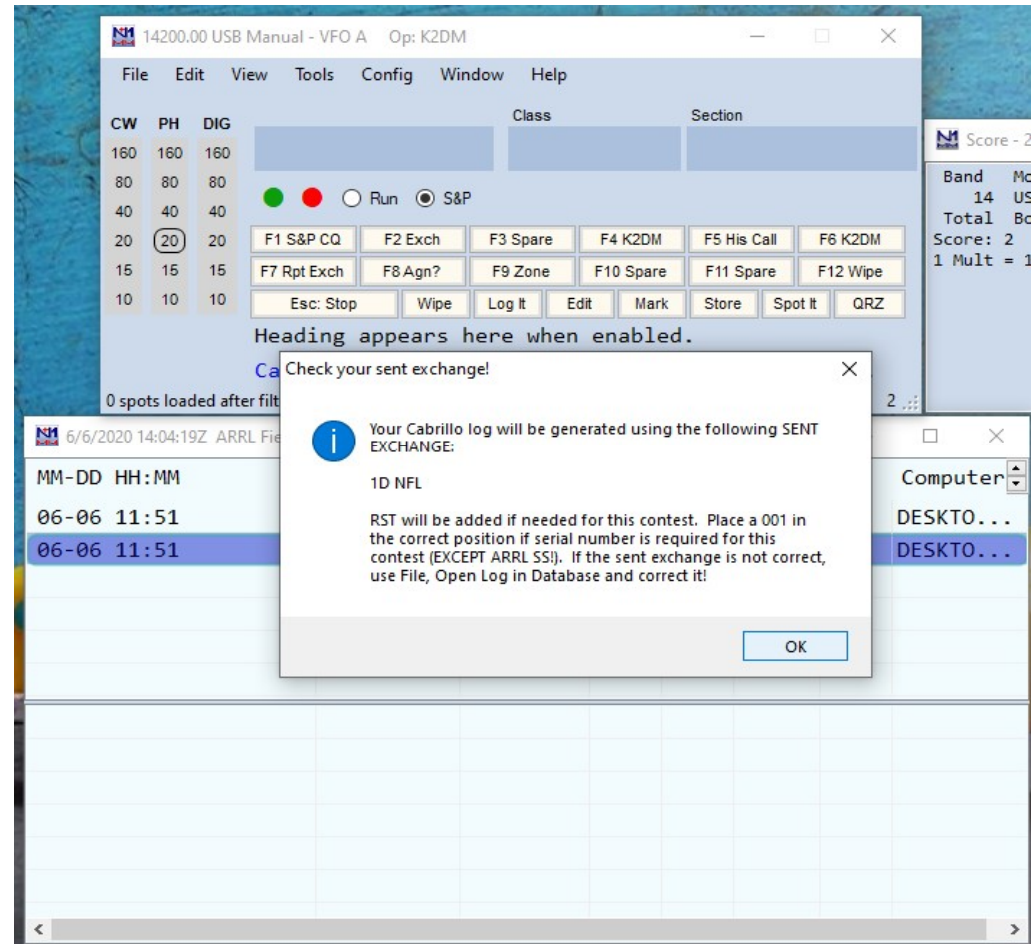 14200.00 USB Manual - VFO A Op: K2DM
File Edit View Tools Config Window Help
CW PH DIG
Class
Section
160 160 160
80 80 80
40 40 40
20 20 20
15 15 15
10 10 10
Run S&P
F1 S&P CQ F2 Exch F3 Spare F4 K2DM F5 His Call F6 K2DM
F7 Rpt Exch F8 Agn? F9 Zone F10 Spare F11 Spare F12 Wipe
Esc: Stop Wipe Log It Edit Mark Store Spot It QRZ
Heading appears here when enabled.
Ca
0 spots loaded after filt
2
Score - 2
Band Mo
14 US
Total
Score: 2
1 Mult = 1
Check your sent exchange!
Your Cabrillo log will be generated using the following SENT
EXCHANGE:
1D NFL
RST will be added if needed for this contest. Place a 001 in
the correct position if serial number is required for this
contest (EXCEPT ARRL SS!). If the sent exchange is not correct,
use File, Open Log in Database and correct it!
OK
6/6/2020 14:04:19Z ARRL Fie
MM-DD HH:MM
Computer
06-06 11:51
DESKTO...
06-06 11:51
DESKTO...